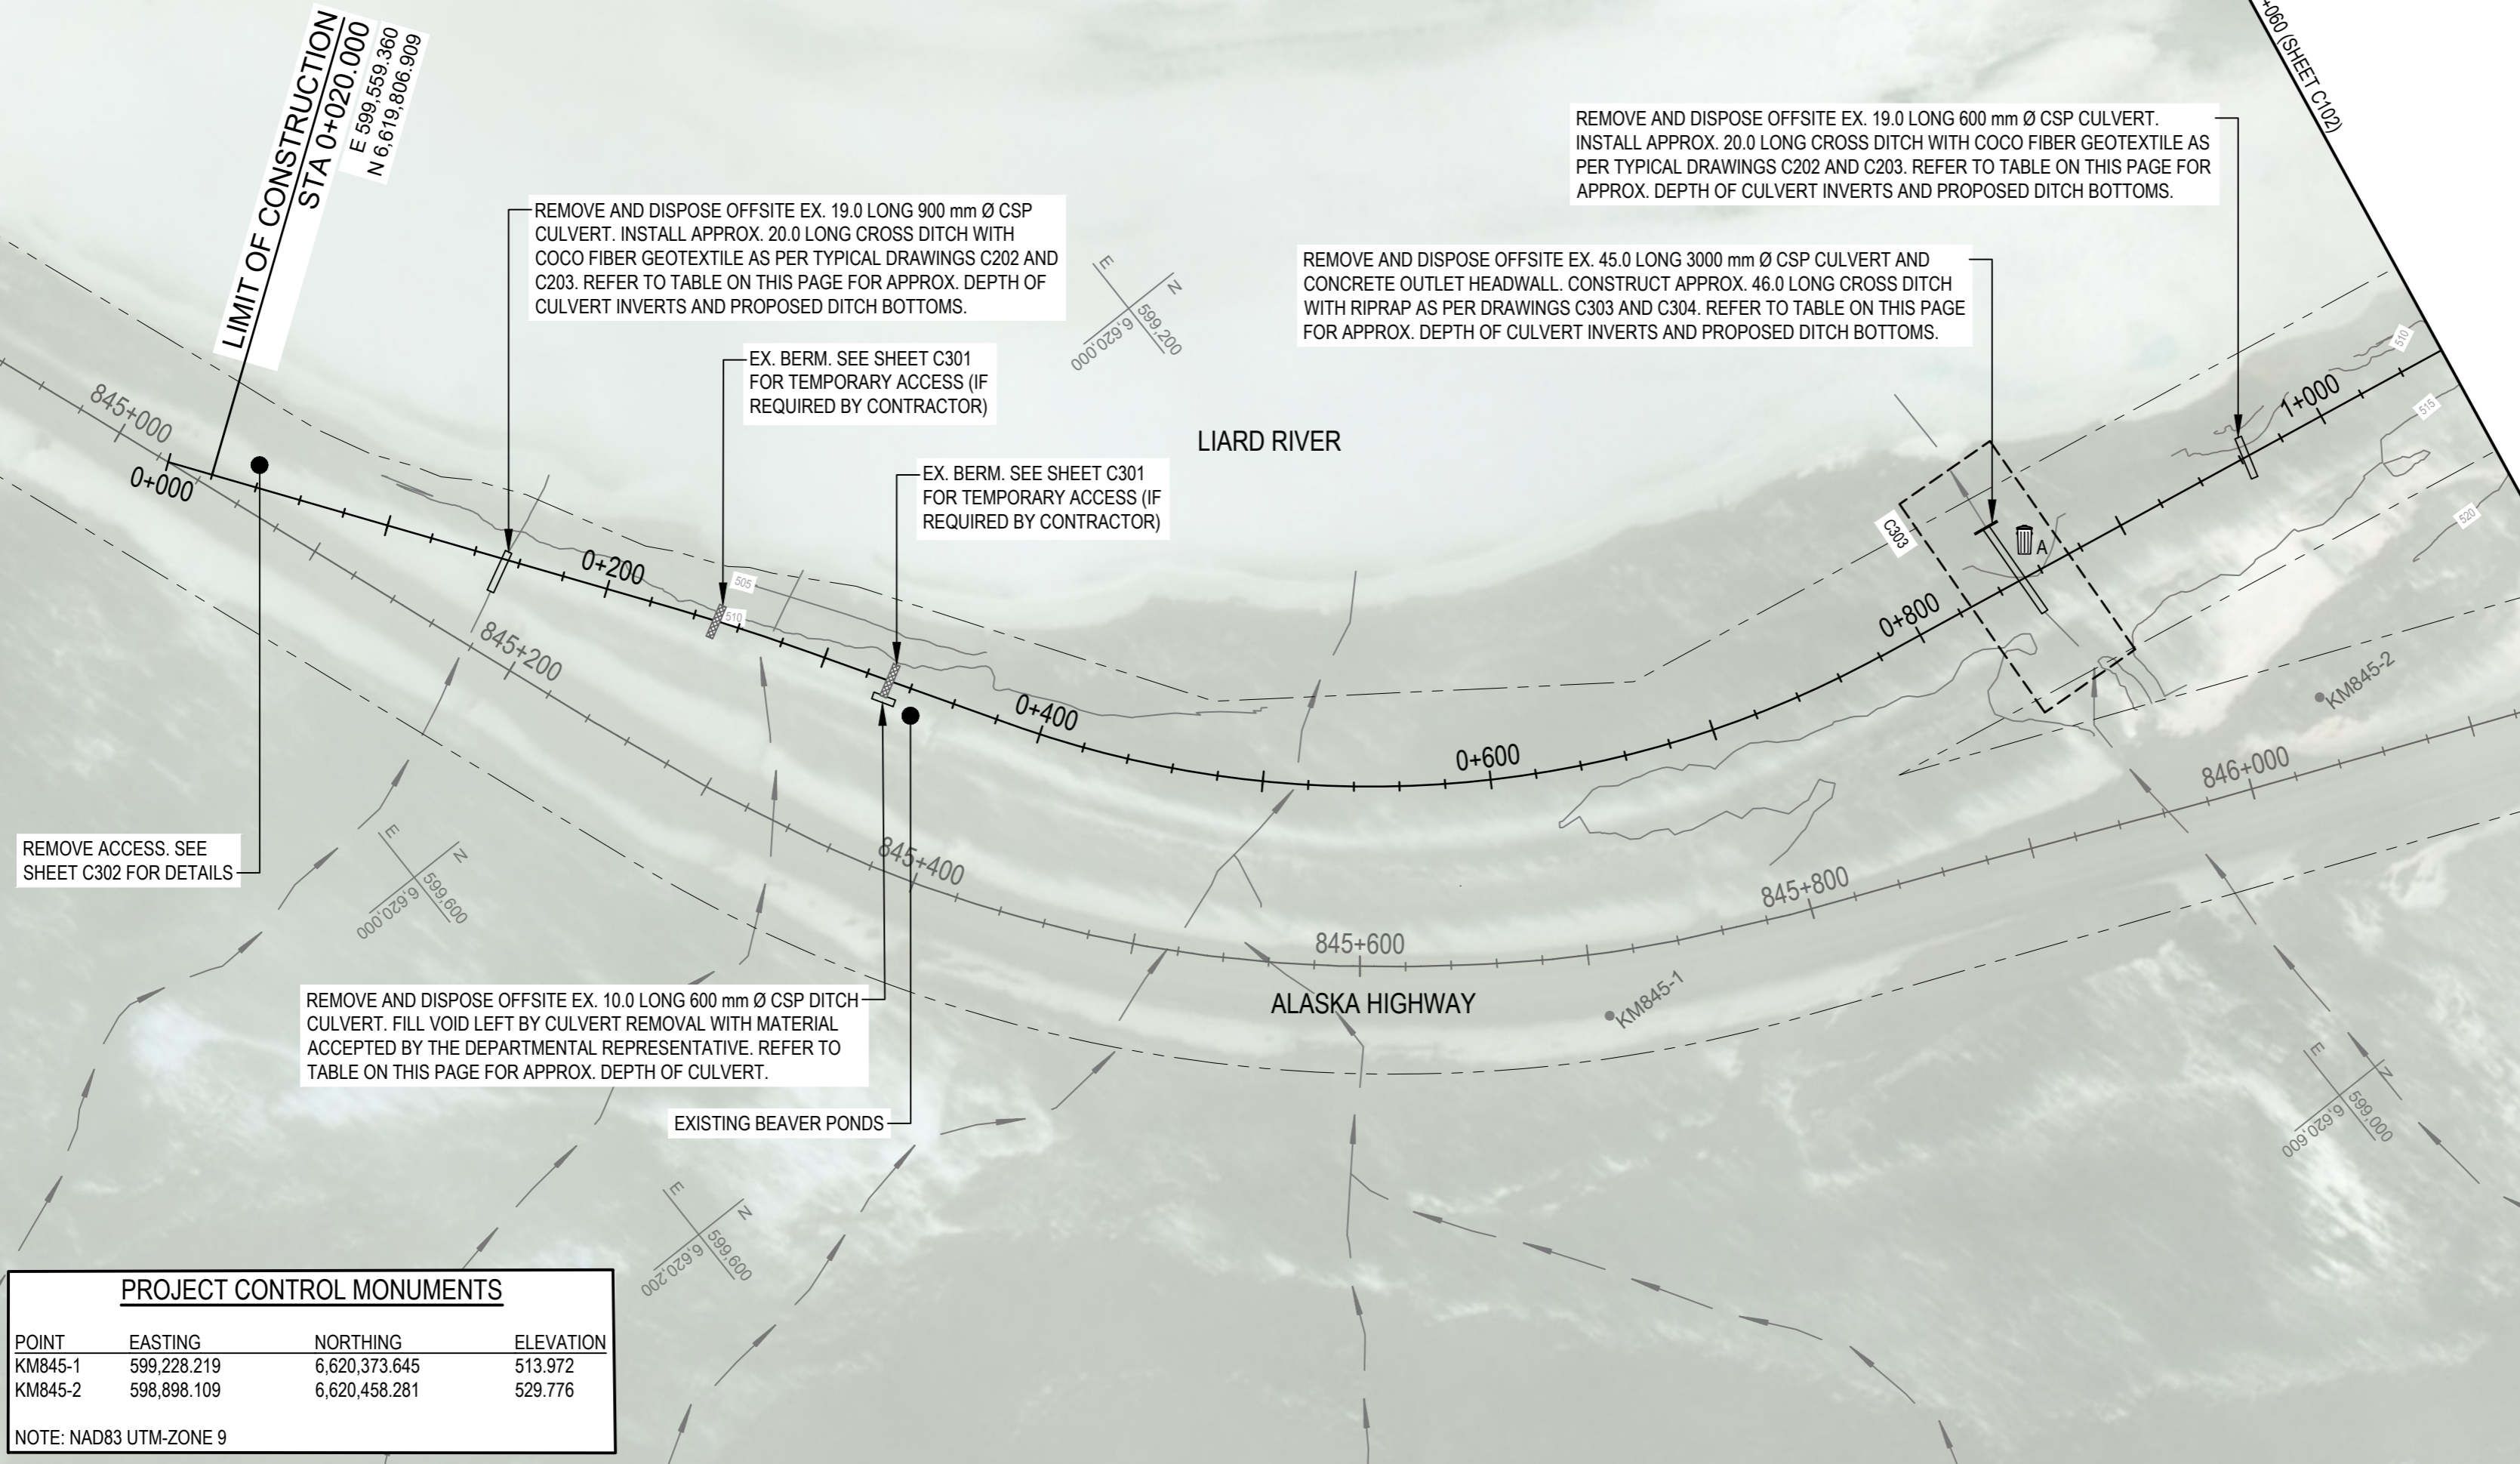 LIMIT OF CONSTRUCTION
STA 0+020.000
E 599,559.360
N 6,619,806.909
+060 (SHEET C102)
REMOVE AND DISPOSE OFFSITE EX. 19.0 LONG 600 mm Ø CSP CULVERT.
INSTALL APPROX. 20.0 LONG CROSS DITCH WITH COCO FIBER GEOTEXTILE AS
PER TYPICAL DRAWINGS C202 AND C203. REFER TO TABLE ON THIS PAGE FOR
APPROX. DEPTH OF CULVERT INVERTS AND PROPOSED DITCH BOTTOMS.
REMOVE AND DISPOSE OFFSITE EX. 19.0 LONG 900 mm Ø CSP
CULVERT. INSTALL APPROX. 20.0 LONG CROSS DITCH WITH
COCO FIBER GEOTEXTILE AS PER TYPICAL DRAWINGS C202 AND
C203. REFER TO TABLE ON THIS PAGE FOR APPROX. DEPTH OF
CULVERT INVERTS AND PROPOSED DITCH BOTTOMS.
E
N
599,200
6,620,000
REMOVE AND DISPOSE OFFSITE EX. 45.0 LONG 3000 mm Ø CSP CULVERT AND
CONCRETE OUTLET HEADWALL. CONSTRUCT APPROX. 46.0 LONG CROSS DITCH
WITH RIPRAP AS PER DRAWINGS C303 AND C304. REFER TO TABLE ON THIS PAGE
FOR APPROX. DEPTH OF CULVERT INVERTS AND PROPOSED DITCH BOTTOMS.
EX. BERM. SEE SHEET C301
FOR TEMPORARY ACCESS (IF
REQUIRED BY CONTRACTOR)
LIARD RIVER
EX. BERM. SEE SHEET C301
FOR TEMPORARY ACCESS (IF
REQUIRED BY CONTRACTOR)
510
515
520
1+000
845+000
0+000
0+200
505
510
C303
A
0+800
845+200
0+400
0+600
KM845-2
846+000
REMOVE ACCESS. SEE
SHEET C302 FOR DETAILS
E
N
599,600
6,620,000
845+400
845+800
845+600
ALASKA HIGHWAY
KM845-1
REMOVE AND DISPOSE OFFSITE EX. 10.0 LONG 600 mm Ø CSP DITCH
CULVERT. FILL VOID LEFT BY CULVERT REMOVAL WITH MATERIAL
ACCEPTED BY THE DEPARTMENTAL REPRESENTATIVE. REFER TO
TABLE ON THIS PAGE FOR APPROX. DEPTH OF CULVERT.
EXISTING BEAVER PONDS
E
N
599,000
6,620,600
E
N
599,600
6,620,200
PROJECT CONTROL MONUMENTS
POINT EASTING NORTHING ELEVATION
KM845-1 599,228.219 6,620,373.645 513.972
KM845-2 598,898.109 6,620,458.281 529.776
NOTE: NAD83 UTM-ZONE 9